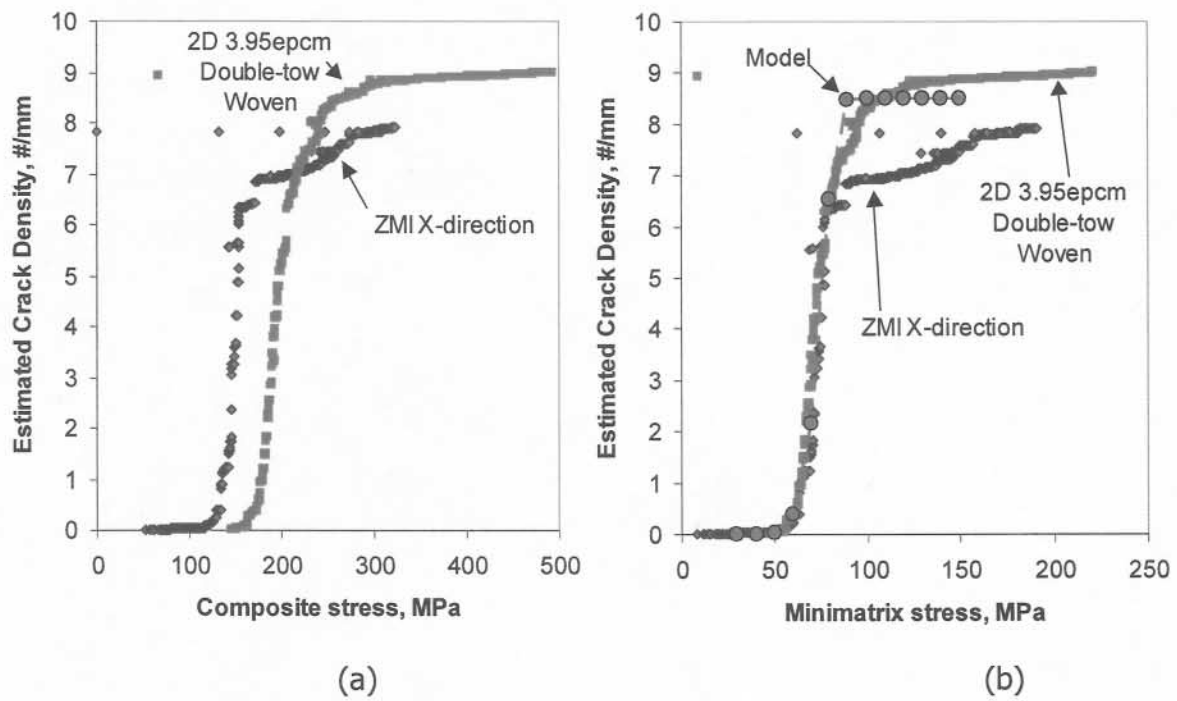 10
9
8
7
6
5
4
3
2
1
0
Estimated Crack Density, #/mm
2D 3.95epcm
Double-tow
Woven
ZMI X-direction
0
100
200
300
400
500
Composite stress, MPa
(a)
10
9
8
7
6
5
4
3
2
1
0
Estimated Crack Density, #/mm
Model
2D 3.95epcm
Double-tow
Woven
ZMI X-direction
0
50
100
150
200
250
Minimatrix stress, MPa
(b)